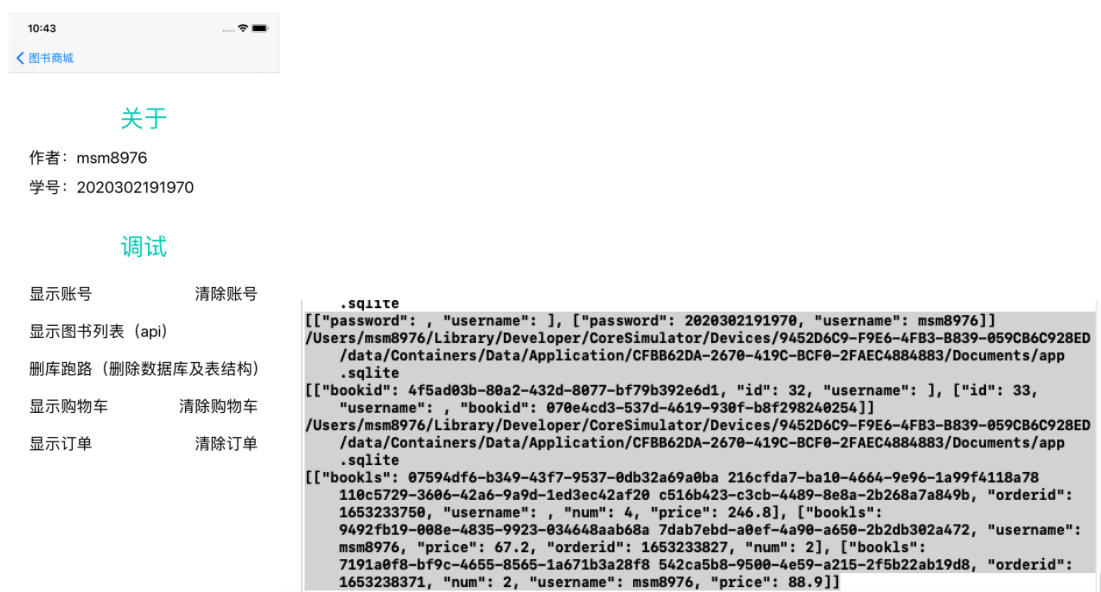 10:43
图书商城
关于
作者：msm8976
学号：2020302191970
调试
显示账号 清除账号
显示图书列表（api）
删库跑路（删除数据库及表结构）
显示购物车 清除购物车
显示订单 清除订单
.sqlite
[["password": , "username": ], ["password": 2020302191970, "username": msm8976]]
/Users/msm8976/Library/Developer/CoreSimulator/Devices/9452D6C9-F9E6-4FB3-B839-059CB6C928ED
/data/Containers/Data/Application/CFBB62DA-2670-419C-BCF0-2FAEC4884883/Documents/app
.sqlite
[["bookid": 4f5ad03b-80a2-432d-8077-bf79b392e6d1, "id": 32, "username": ], ["id": 33,
"username": , "bookid": 070e4cd3-537d-4619-930f-b8f298240254]]
/Users/msm8976/Library/Developer/CoreSimulator/Devices/9452D6C9-F9E6-4FB3-B839-059CB6C928ED
/data/Containers/Data/Application/CFBB62DA-2670-419C-BCF0-2FAEC4884883/Documents/app
.sqlite
[["bookls": 07594df6-b349-43f7-9537-0db32a69a0ba 216cfda7-ba10-4664-9e96-1a99f4118a78
110c5729-3606-42a6-9a9d-1ed3ec42af20 c516b423-c3cb-4489-8e8a-2b268a7a849b, "orderid":
1653233750, "username": , "num": 4, "price": 246.8], ["bookls":
9492fb19-008e-4835-9923-034648aab68a 7dab7ebd-a0ef-4a90-a650-2b2db302a472, "username":
msm8976, "price": 67.2, "orderid": 1653233827, "num": 2], ["bookls":
7191a0f8-bf9c-4655-8565-1a671b3a28f8 542ca5b8-9500-4e59-a215-2f5b22ab19d8, "orderid":
1653238371, "num": 2, "username": msm8976, "price": 88.9]]